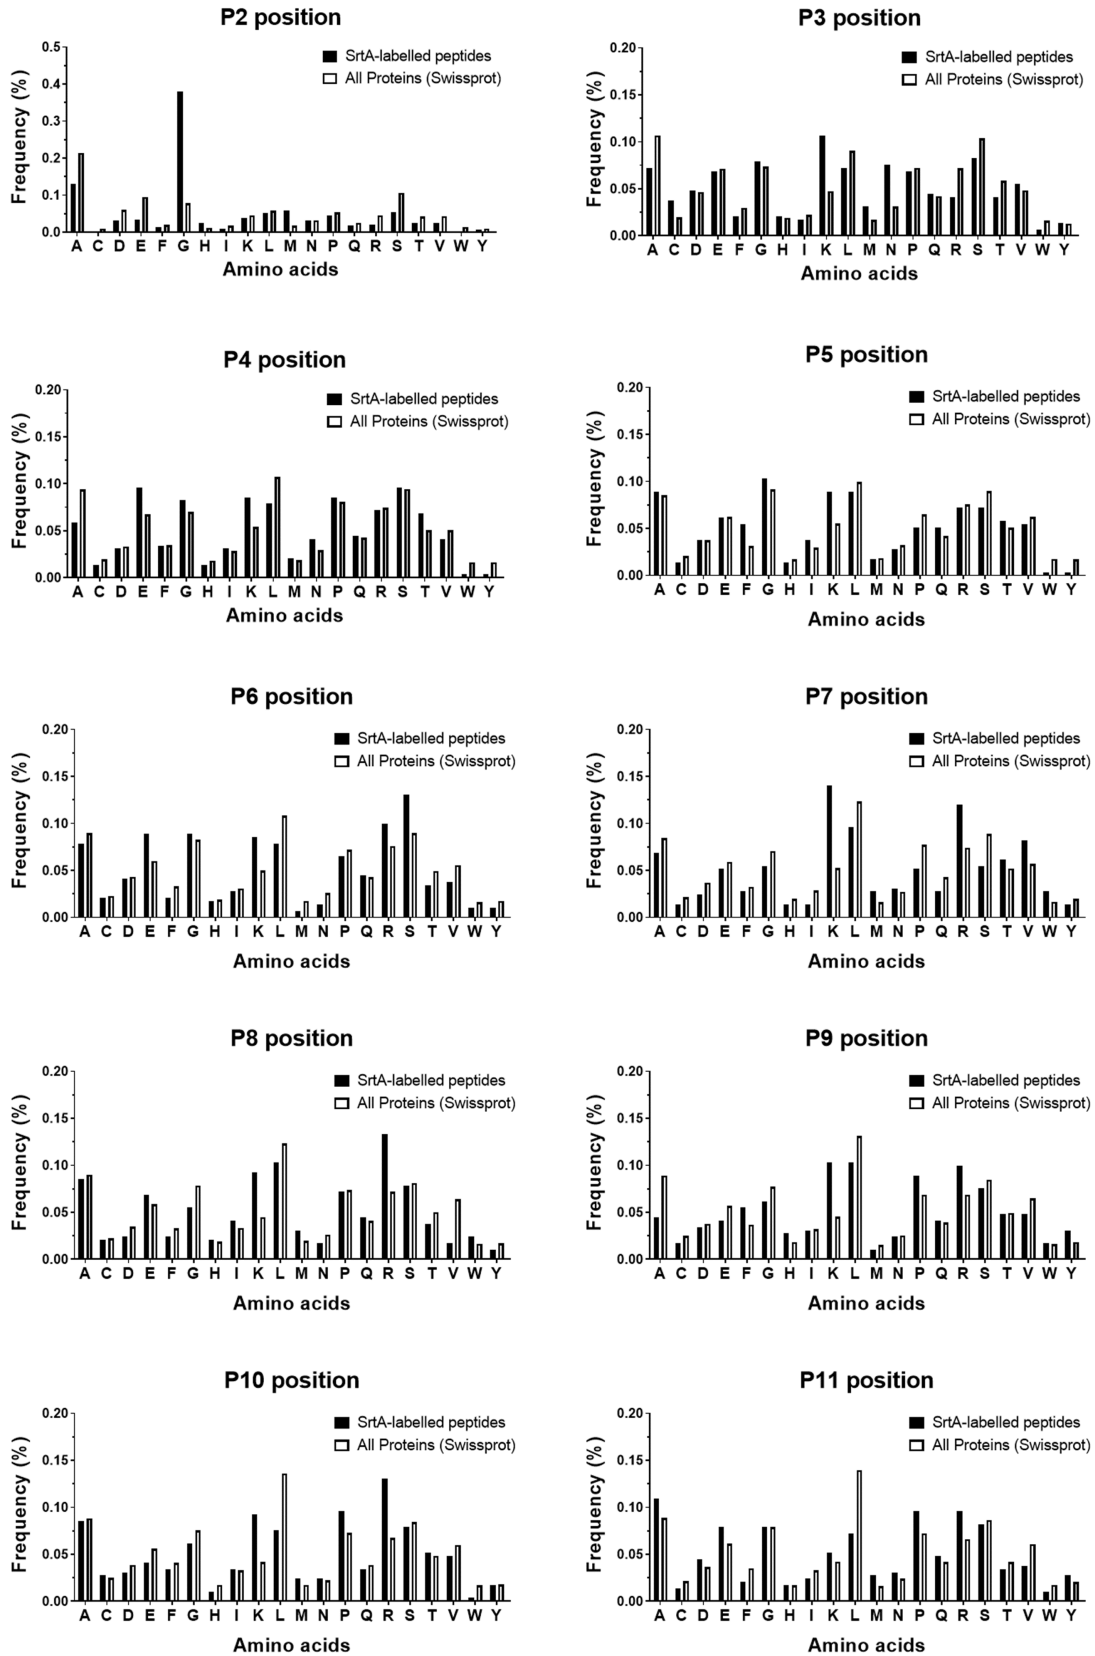 P2 position
0.5
0.4
0.3
0.2
0.1
0.0
Frequency (%)
SrtA-labelled peptides
All Proteins (Swissprot)
A C D E F G H I K L M N P Q R S T V W Y
Amino acids
P3 position
0.20
0.15
0.10
0.05
0.00
Frequency (%)
SrtA-labelled peptides
All Proteins (Swissprot)
A C D E F G H I K L M N P Q R S T V W Y
Amino acids
P4 position
0.20
0.15
0.10
0.05
0.00
Frequency (%)
SrtA-labelled peptides
All Proteins (Swissprot)
A C D E F G H I K L M N P Q R S T V W Y
Amino acids
P5 position
0.20
0.15
0.10
0.05
0.00
Frequency (%)
SrtA-labelled peptides
All Proteins (Swissprot)
A C D E F G H I K L M N P Q R S T V W Y
Amino acids
P6 position
0.20
0.15
0.10
0.05
0.00
Frequency (%)
SrtA-labelled peptides
All Proteins (Swissprot)
A C D E F G H I K L M N P Q R S T V W Y
Amino acids
P7 position
0.20
0.15
0.10
0.05
0.00
Frequency (%)
SrtA-labelled peptides
All Proteins (Swissprot)
A C D E F G H I K L M N P Q R S T V W Y
Amino acids
P8 position
0.20
0.15
0.10
0.05
0.00
Frequency (%)
SrtA-labelled peptides
All Proteins (Swissprot)
A C D E F G H I K L M N P Q R S T V W Y
Amino acids
P9 position
0.20
0.15
0.10
0.05
0.00
Frequency (%)
SrtA-labelled peptides
All Proteins (Swissprot)
A C D E F G H I K L M N P Q R S T V W Y
Amino acids
P10 position
0.20
0.15
0.10
0.05
0.00
Frequency (%)
SrtA-labelled peptides
All Proteins (Swissprot)
A C D E F G H I K L M N P Q R S T V W Y
Amino acids
P11 position
0.20
0.15
0.10
0.05
0.00
Frequency (%)
SrtA-labelled peptides
All Proteins (Swissprot)
A C D E F G H I K L M N P Q R S T V W Y
Amino acids